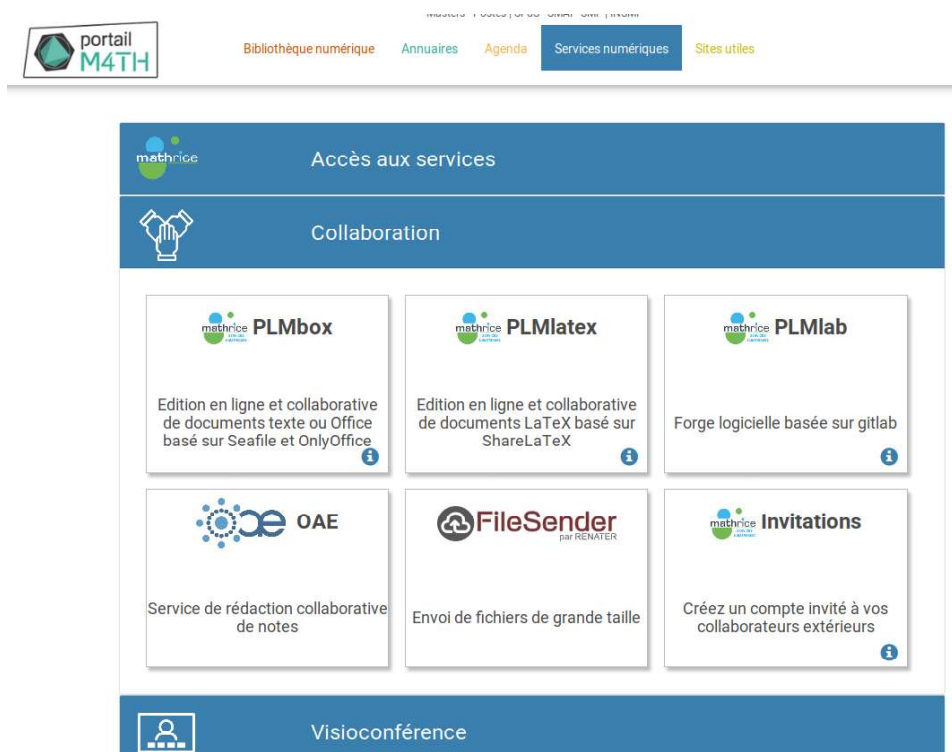 portail
M4TH
Bibliothèque numérique Annuaires Agenda Services numériques Sites utiles
mathrice Accès aux services
Collaboration
mathrice PLMbox
Edition en ligne et collaborative
de documents texte ou Office
basé sur Seafile et OnlyOffice
mathrice PLMlatex
Edition en ligne et collaborative
de documents LaTeX basé sur
ShareLaTeX
mathrice PLMlab
Forge logicielle basée sur gitlab
oae OAE
Service de rédaction collaborative
de notes
FileSender
par RENATER
Envoi de fichiers de grande taille
mathrice Invitations
Créez un compte invité à vos
collaborateurs extérieurs
Visioconférence